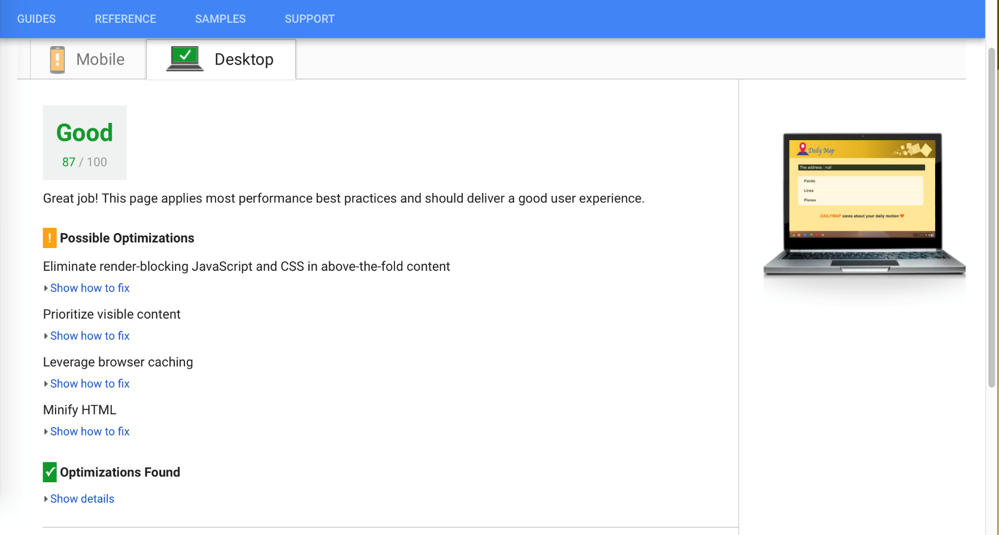 GUIDES REFERENCE SAMPLES SUPPORT
Mobile Desktop
Good
87 / 100
Great job! This page applies most performance best practices and should deliver a good user experience.
! Possible Optimizations
Eliminate render-blocking JavaScript and CSS in above-the-fold content
Show how to fix
Prioritize visible content
Show how to fix
Leverage browser caching
Show how to fix
Minify HTML
Show how to fix
Optimizations Found
Show details
Daily Map
The address : null
Points
Lines
Planes
DAILYMAP cares about your daily motion